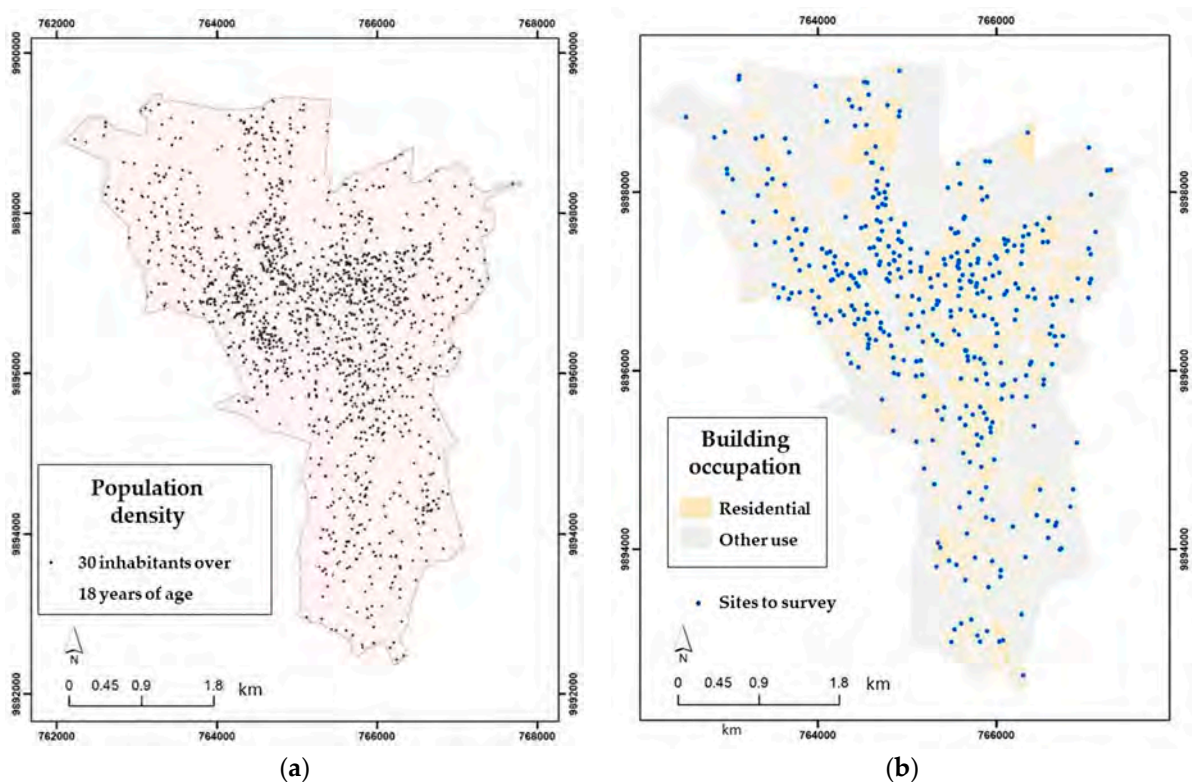 762000 764000 766000 768000
9900000
9898000
9896000
9894000
9892000
9900000
9898000
9896000
9894000
9892000
Population
density
30 inhabitants over
18 years of age
N
0 0.45 0.9 1.8 km
762000 764000 766000 768000
(a)
764000 766000
9898000
9896000
9894000
9898000
9896000
9894000
Building
occupation
Residential
Other use
Sites to survey
N
0 0.45 0.9 1.8
km
764000 766000
(b)